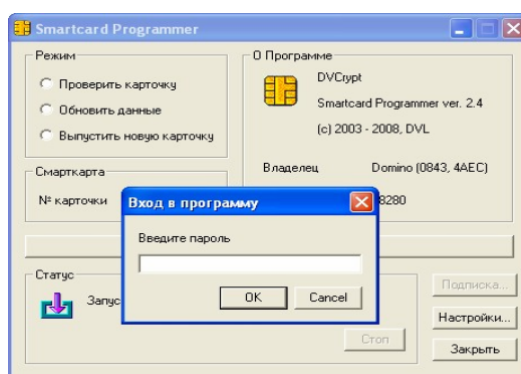 Smartcard Programmer
Режим
Проверить карточку
Обновить данные
Выпустить новую карточку
О Программе
DVCrypt
Smartcard Programmer ver. 2.4
(c) 2003 - 2008, DVL
Владелец Domino (0843, 4AEC)
8280
Смарткарта
№ карточки
Вход в программу
Введите пароль
OK Cancel
Статус
Запус
Стоп
Подписка...
Настройки...
Закрыть